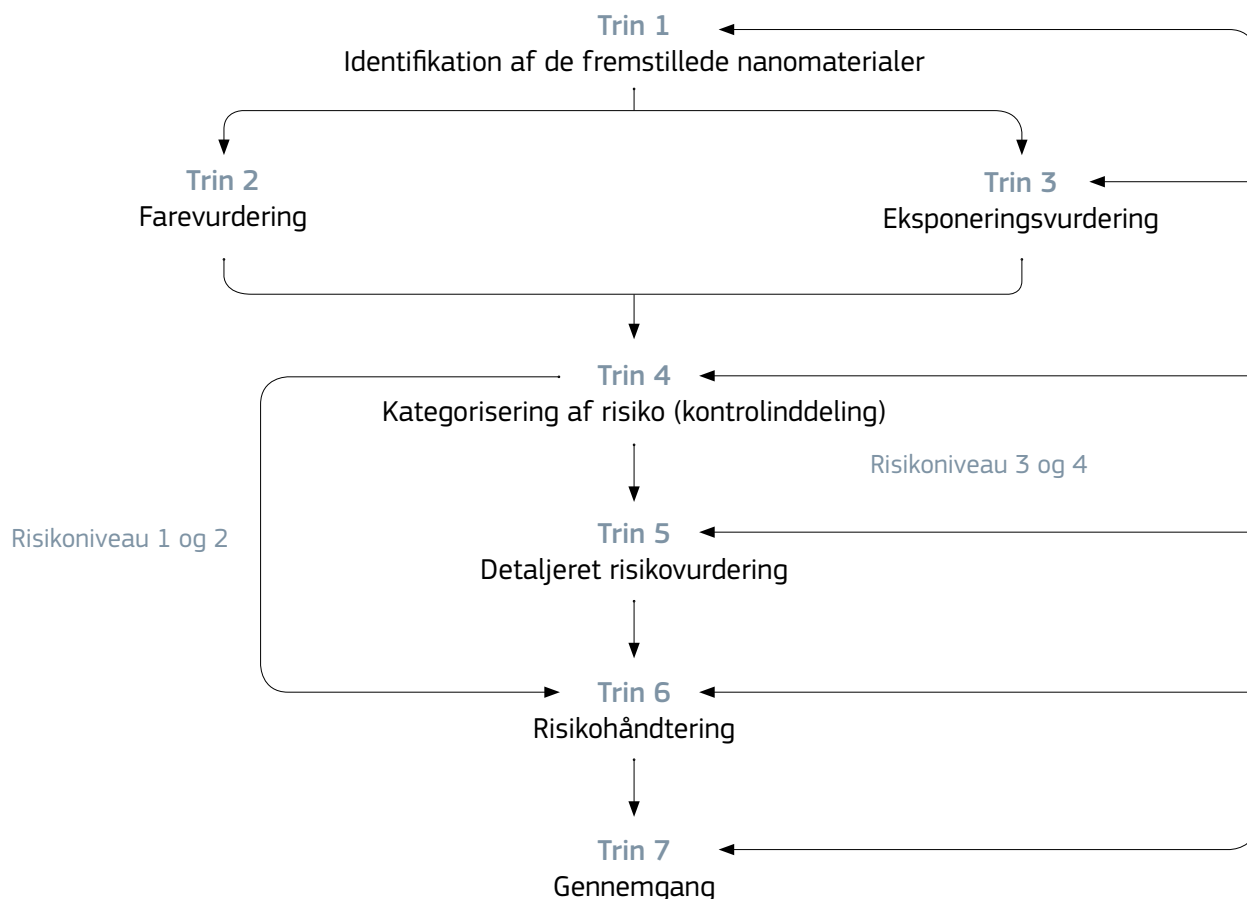 Trin 1
Identifikation af de fremstillede nanomaterialer
Trin 2
Farevurdering
Trin 3
Eksponeringsvurdering
Trin 4
Kategorisering af risiko (kontrolinddeling)
Risikoniveau 3 og 4
Risikoniveau 1 og 2
Trin 5
Detaljeret risikovurdering
Trin 6
Risikohåndtering
Trin 7
Gennemgang